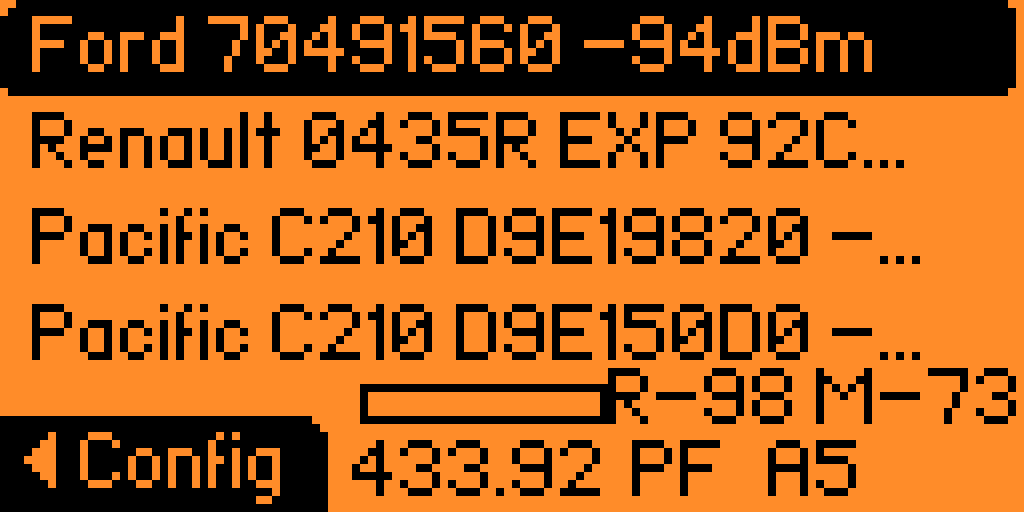 Ford 70491560 -94dBm
Renault 0435R EXP 92C...
Pacific C210 D9E19820 -...
Pacific C210 D9E150D0 -...
R-98 M-73
Config
433.92 PF A5